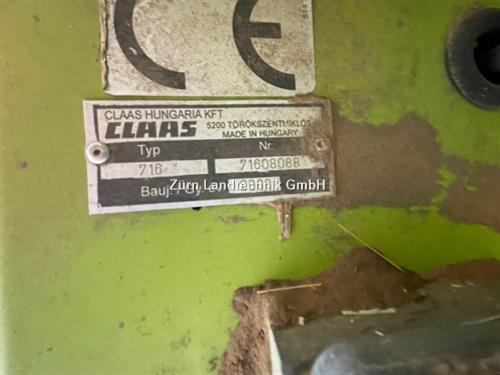 CE
CLAAS HUNGARIA KFT
CLAAS 5200 TÖRÖKSZENTMIKLÓS
MADE IN HUNGARY
Typ Nr.
716 71608088
Zürn Landtechnik GmbH
Bauj.